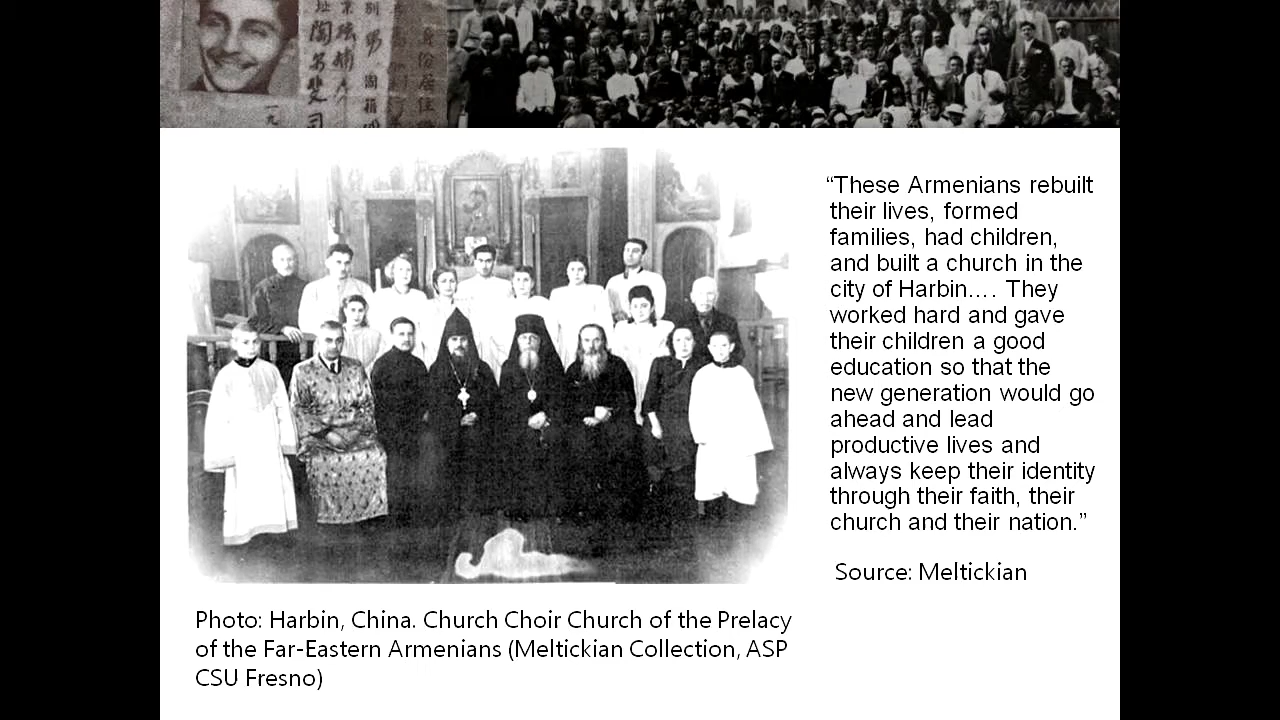 “These Armenians rebuilt
their lives, formed
families, had children,
and built a church in the
city of Harbin…. They
worked hard and gave
their children a good
education so that the
new generation would go
ahead and lead
productive lives and
always keep their identity
through their faith, their
church and their nation.”
Source: Meltickian
Photo: Harbin, China. Church Choir Church of the Prelacy
of the Far-Eastern Armenians (Meltickian Collection, ASP
CSU Fresno)